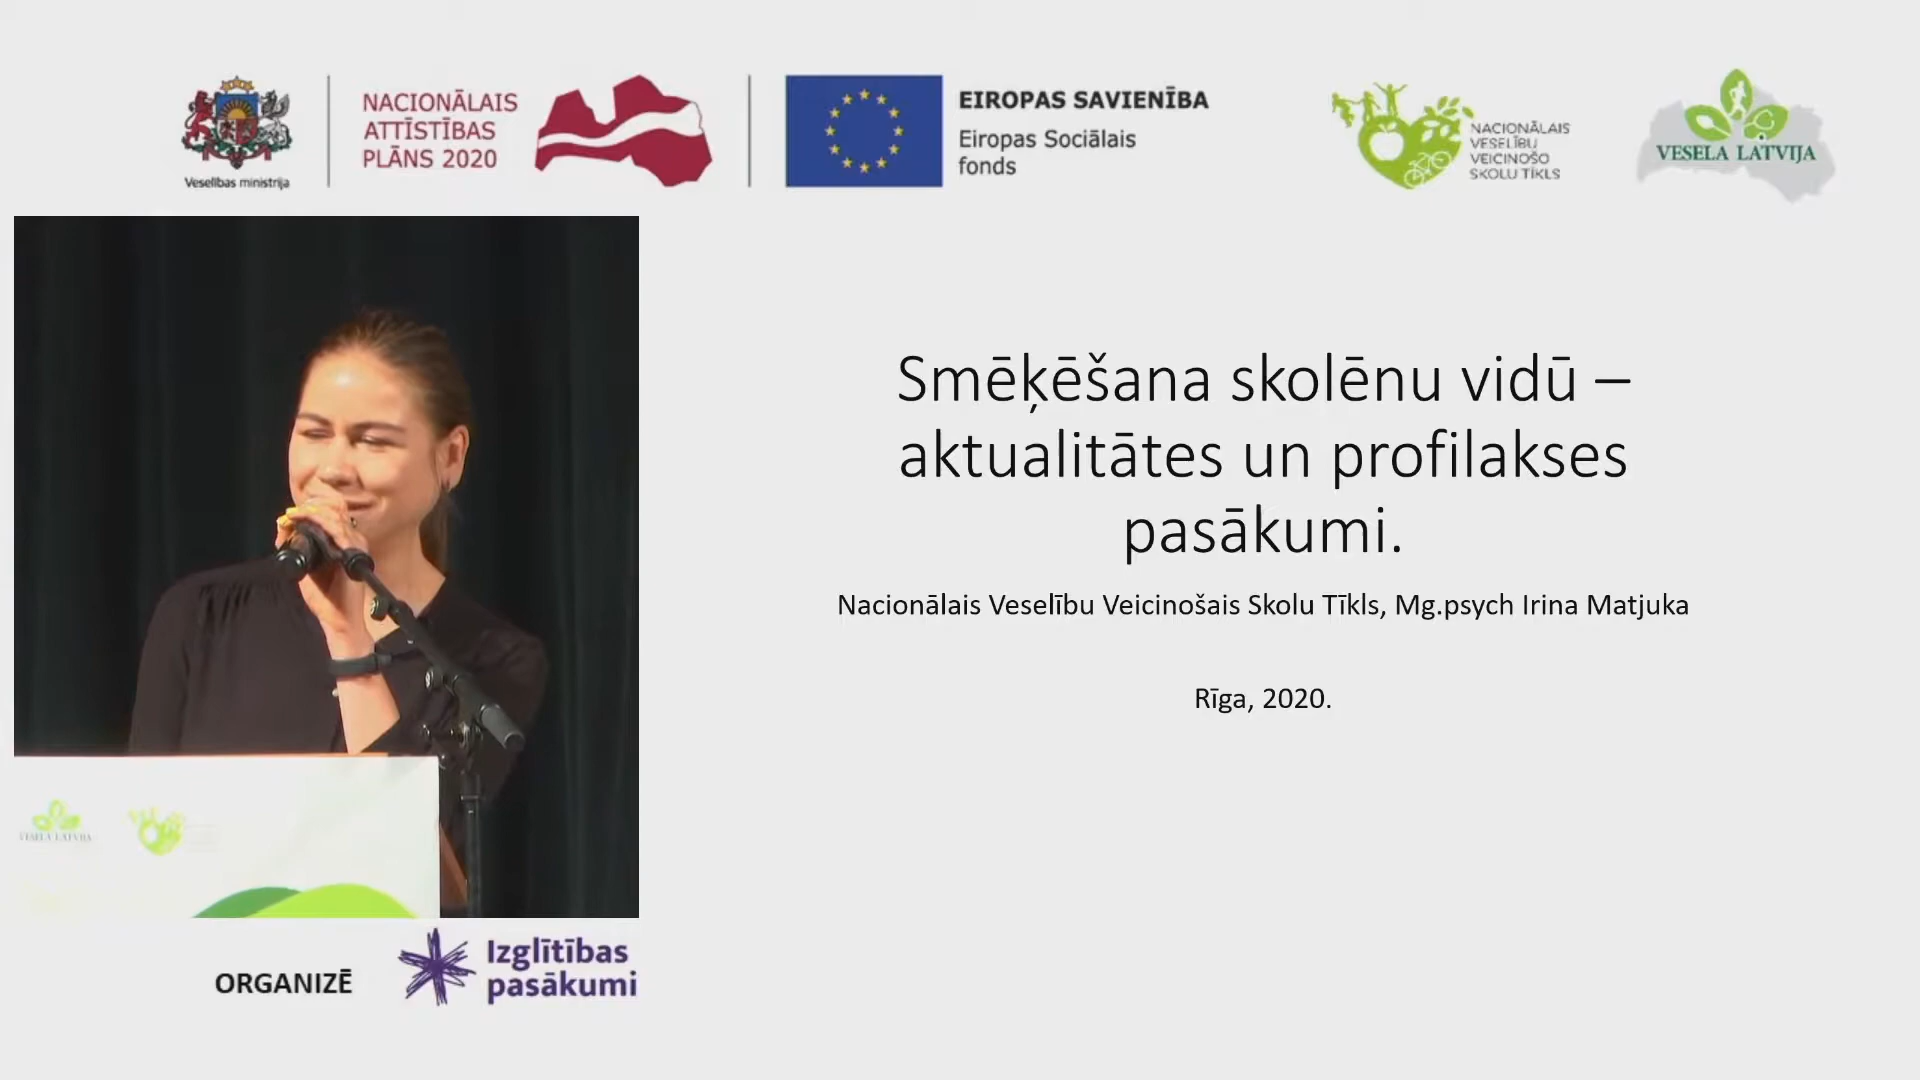 Veselības ministrija
NACIONĀLAIS
ATTĪSTĪBAS
PLĀNS 2020
EIROPAS SAVIENĪBA
Eiropas Sociālais
fonds
NACIONĀLAIS
VESELĪBU
VEICINOŠO
SKOLU TĪKLS
VESELA LATVIJA
Smēķēšana skolēnu vidū –
aktualitātes un profilakses
pasākumi.
Nacionālais Veselību Veicinošais Skolu Tīkls, Mg.psych Irina Matjuka
Rīga, 2020.
VESELA LATVIJA
ORGANIZĒ
Izglītības
pasākumi